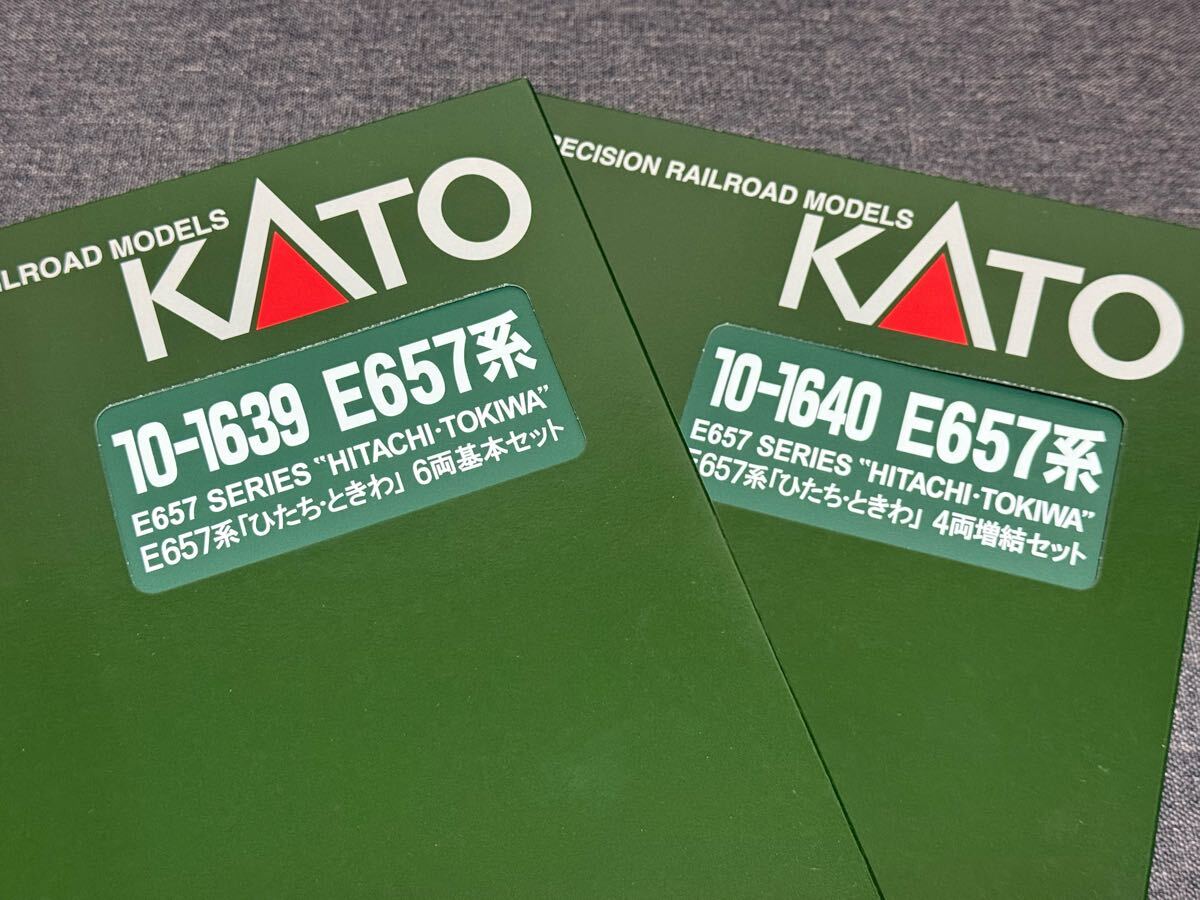 RAILROAD MODELS
KATO
10-1639 E657系
E657 SERIES "HITACHI·TOKIWA"
E657系「ひたち・ときわ」 6両基本セット
PRECISION RAILROAD MODELS
KATO
10-1640 E657系
E657 SERIES "HITACHI·TOKIWA"
E657系「ひたち・ときわ」 4両増結セット